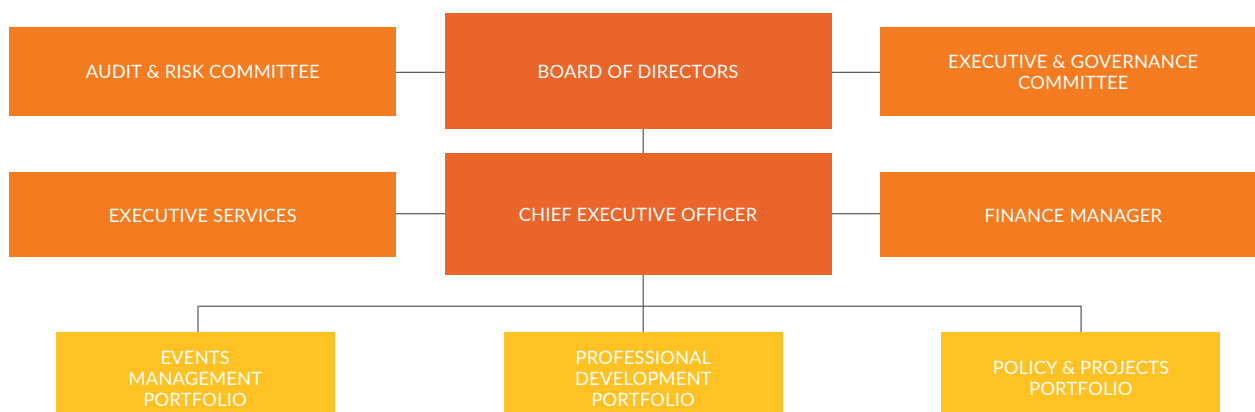 AUDIT & RISK COMMITTEE
BOARD OF DIRECTORS
EXECUTIVE & GOVERNANCE
COMMITTEE
EXECUTIVE SERVICES
CHIEF EXECUTIVE OFFICER
FINANCE MANAGER
EVENTS
MANAGEMENT
PORTFOLIO
PROFESSIONAL
DEVELOPMENT
PORTFOLIO
POLICY & PROJECTS
PORTFOLIO